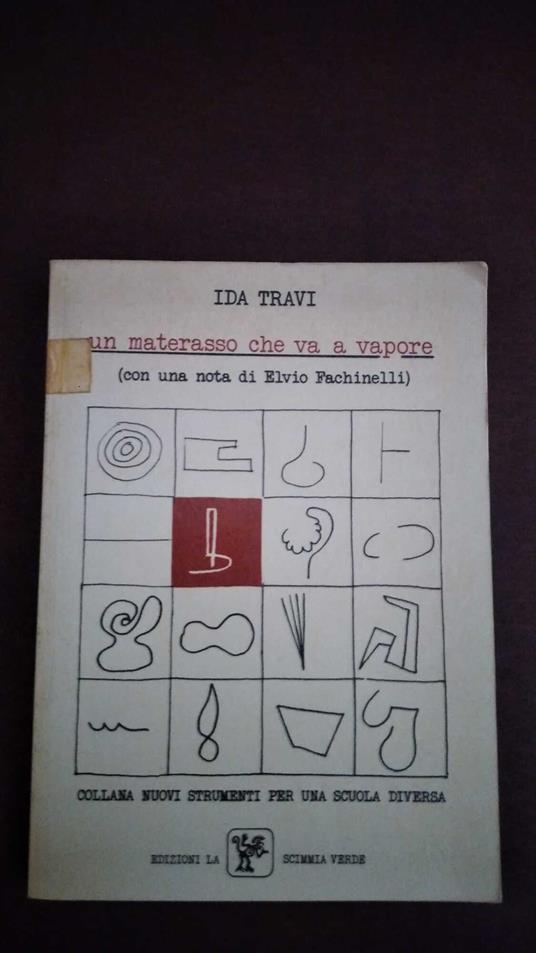 IDA TRAVI
un materasso che va a vapore
(con una nota di Elvio Fachinelli)
COLLANA NUOVI STRUMENTI PER UNA SCUOLA DIVERSA
EDIZIONI LA SCIMMIA VERDE